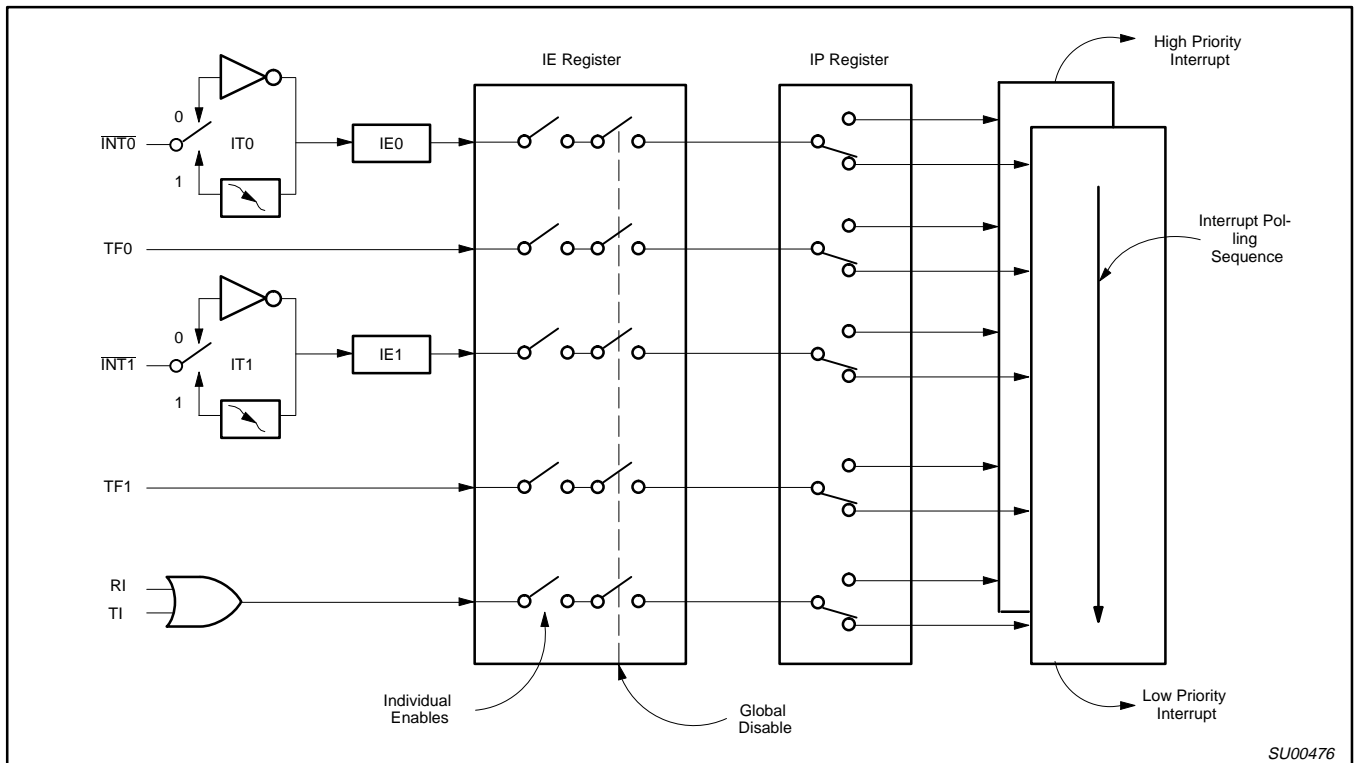 High Priority
Interrupt
IE Register
IP Register
0
INT0
IT0
IE0
1
TF0
Interrupt Pol-
ling
Sequence
0
INT1
IT1
IE1
1
TF1
RI
TI
Individual
Enables
Global
Disable
Low Priority
Interrupt
SU00476